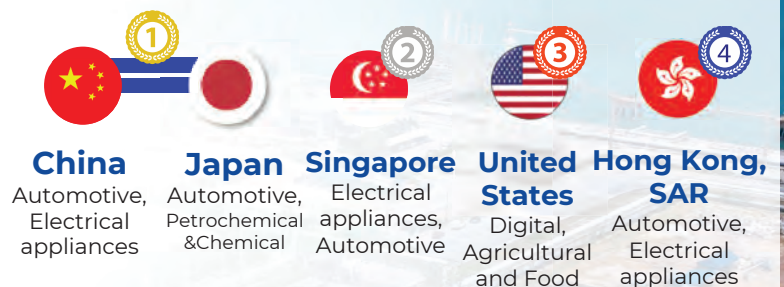 1
2
3
4
China
Automotive,
Electrical
appliances
Japan
Automotive,
Petrochemical
&Chemical
Singapore
Electrical
appliances,
Automotive
United
States
Digital,
Agricultural
and Food
Hong Kong,
SAR
Automotive,
Electrical
appliances